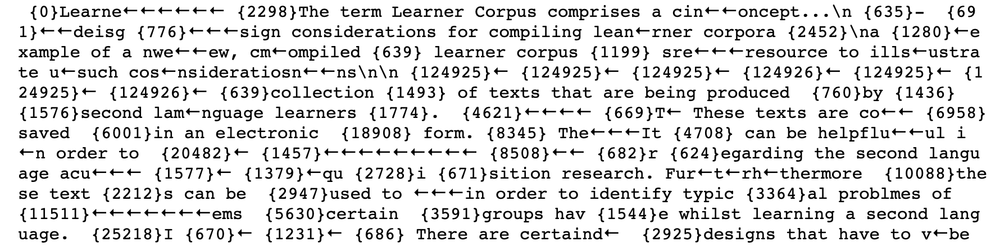 {0}Learne←←←←←← {2298}The term Learner Corpus comprises a cin←←oncept...\n {635}– {69
1}←←deisg {776}←←←sign considerations for compiling lean←rner corpora {2452}\na {1280}←e
xample of a nwe←←ew, cm←ompiled {639} learner corpus {1199} sre←←←resource to ills←ustra
te u←such cos←nsideratiosn←←ns\n\n {124925}← {124925}← {124925}← {124926}← {124925}← {1
24925}← {124926}← {639}collection {1493} of texts that are being produced  {760}by {1436}
{1576}second lam←nguage learners {1774}.  {4621}←←←← {669}T← These texts are co←← {6958}
saved  {6001}in an electronic  {18908} form. {8345} The←←←It {4708} can be helpflu←←ul i
←n order to  {20482}← {1457}←←←←←←←←← {8508}←← {682}r {624}egarding the second langu
age acu←←← {1577}← {1379}←qu {2728}i {671}sition research. Fur←t←rh←thermore  {10088}the
se text {2212}s can be  {2947}used to ←←←in order to identify typic {3364}al problmes of
{11511}←←←←←←←←ems  {5630}certain  {3591}groups hav {1544}e whilst learning a second lang
uage.  {25218}I {670}← {1231}← {686} There are certaind←  {2925}designs that have to v←be